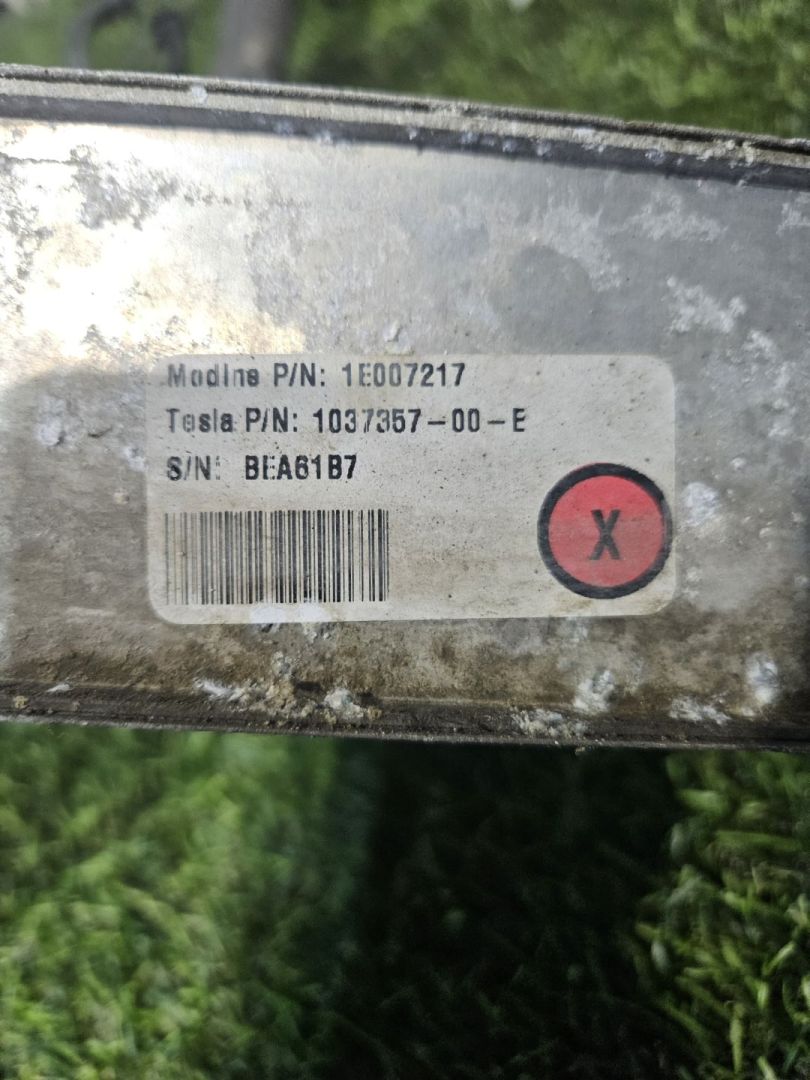 Modine P/N: 1E007217
Tesla P/N: 1037357-00-E
S/N: BEA61B7
X